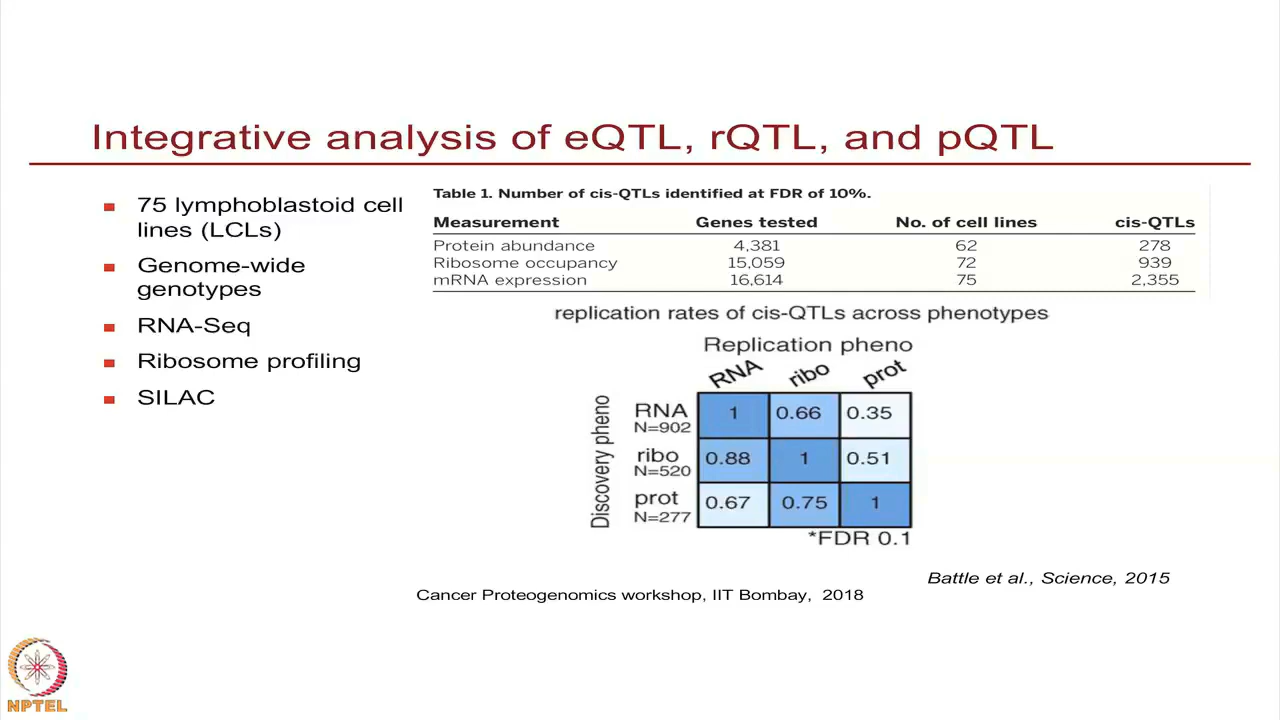 Integrative analysis of eQTL, rQTL, and pQTL
75 lymphoblastoid cell
lines (LCLs)
Genome-wide
genotypes
RNA-Seq
Ribosome profiling
SILAC
Table 1. Number of cis-QTLs identified at FDR of 10%.
Measurement Genes tested No. of cell lines cis-QTLs
Protein abundance 4,381 62 278
Ribosome occupancy 15,059 72 939
mRNA expression 16,614 75 2,355
replication rates of cis-QTLs across phenotypes
Replication pheno
RNA ribo prot
Discovery pheno
RNA 1 0.66 0.35
N=902
ribo 0.88 1 0.51
N=520
prot 0.67 0.75 1
N=277
*FDR 0.1
Battle et al., Science, 2015
Cancer Proteogenomics workshop, IIT Bombay, 2018
NPTEL